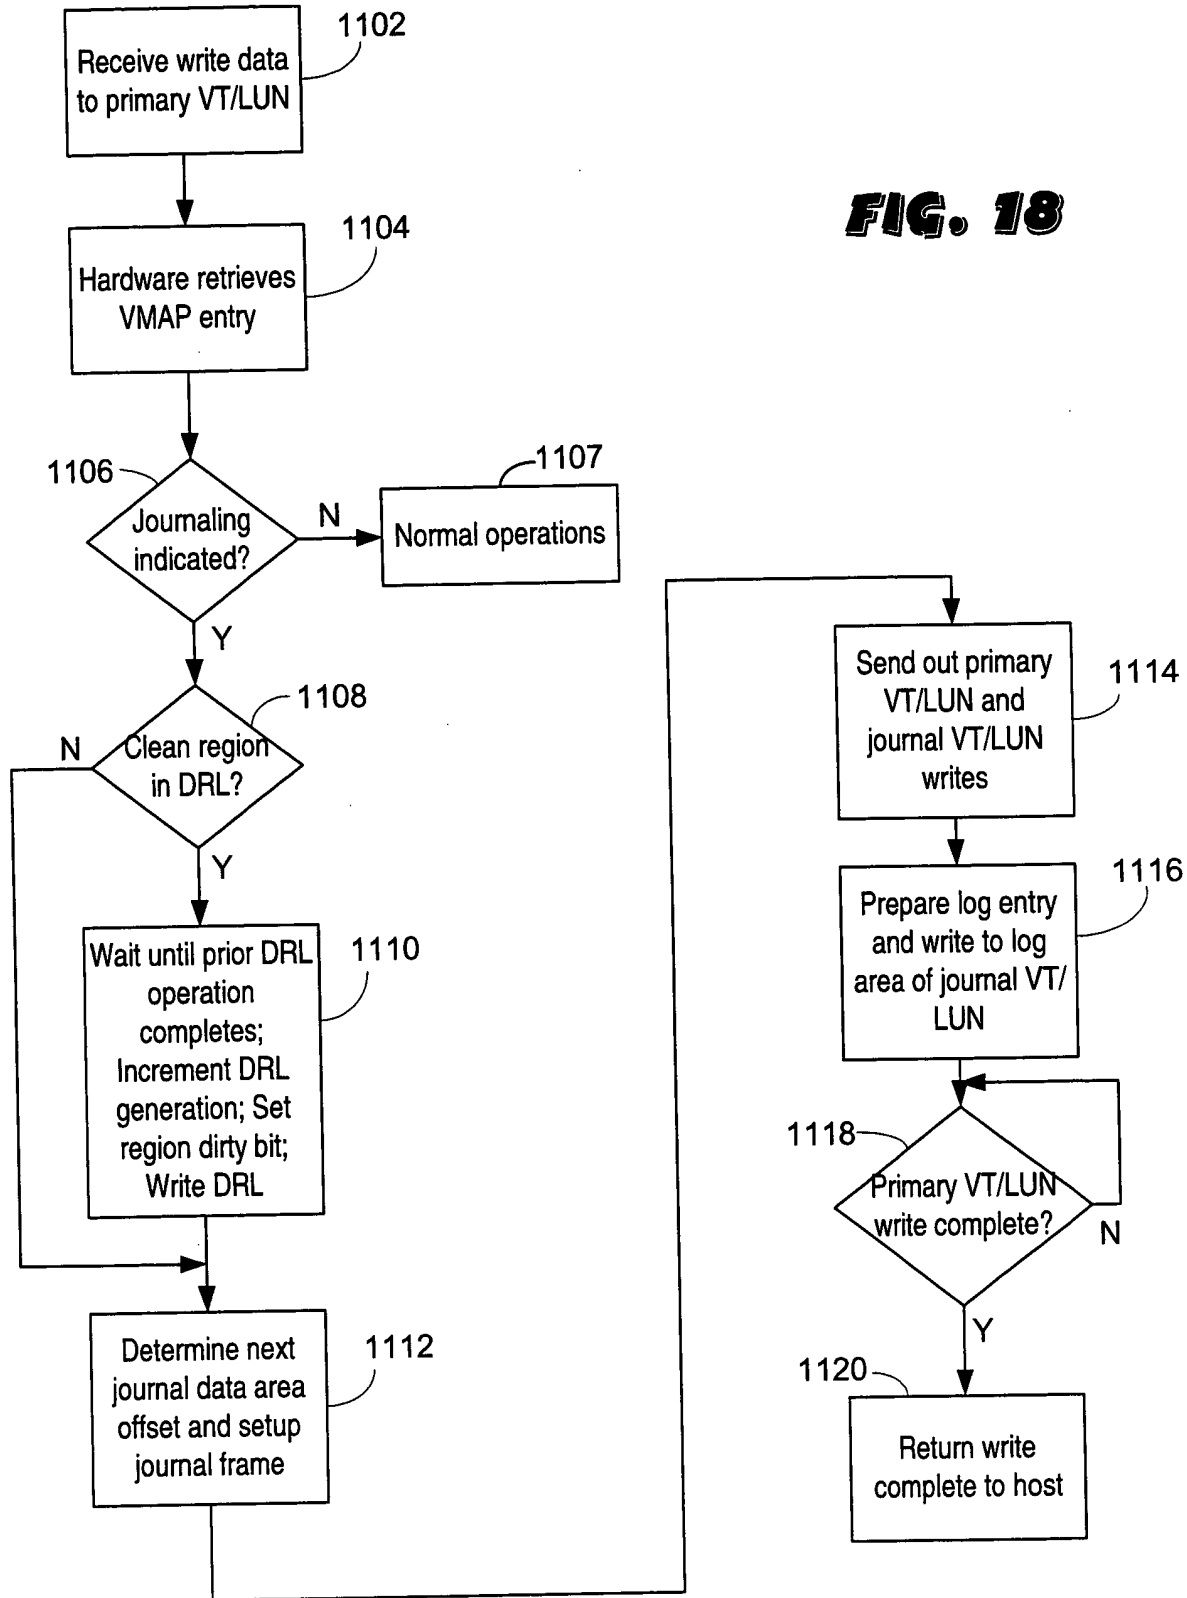 1102
Receive write data
to primary VT/LUN
FIG. 18
1104
Hardware retrieves
VMAP entry
1106
Journaling
indicated?
N
1107
Normal operations
Y
1108
Clean region
in DRL?
N
Y
1110
Wait until prior DRL
operation
completes;
Increment DRL
generation; Set
region dirty bit;
Write DRL
1112
Determine next
journal data area
offset and setup
journal frame
1114
Send out primary
VT/LUN and
journal VT/LUN
writes
1116
Prepare log entry
and write to log
area of journal VT/
LUN
1118
Primary VT/LUN
write complete?
N
Y
1120
Return write
complete to host